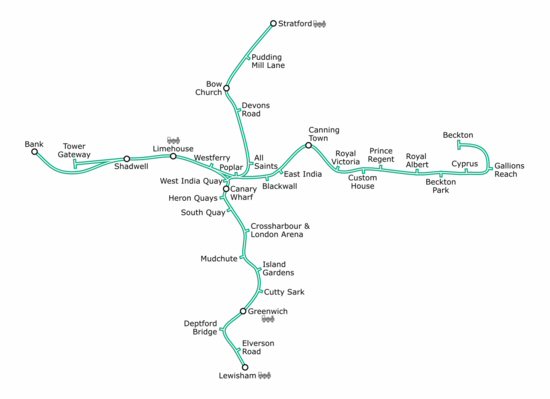 Stratford
Pudding
Mill Lane
Bow
Church
Devons
Road
Canning
Town
Bank
Tower
Gateway
Limehouse
Shadwell
Westferry
Poplar
All
Saints
East India
Blackwall
Royal
Victoria
Custom
House
Prince
Regent
Royal
Albert
Beckton
Park
Cyprus
Beckton
Gallions
Reach
West India Quay
Canary
Wharf
Heron Quays
South Quay
Crossharbour &
London Arena
Mudchute
Island
Gardens
Cutty Sark
Greenwich
Deptford
Bridge
Elverson
Road
Lewisham